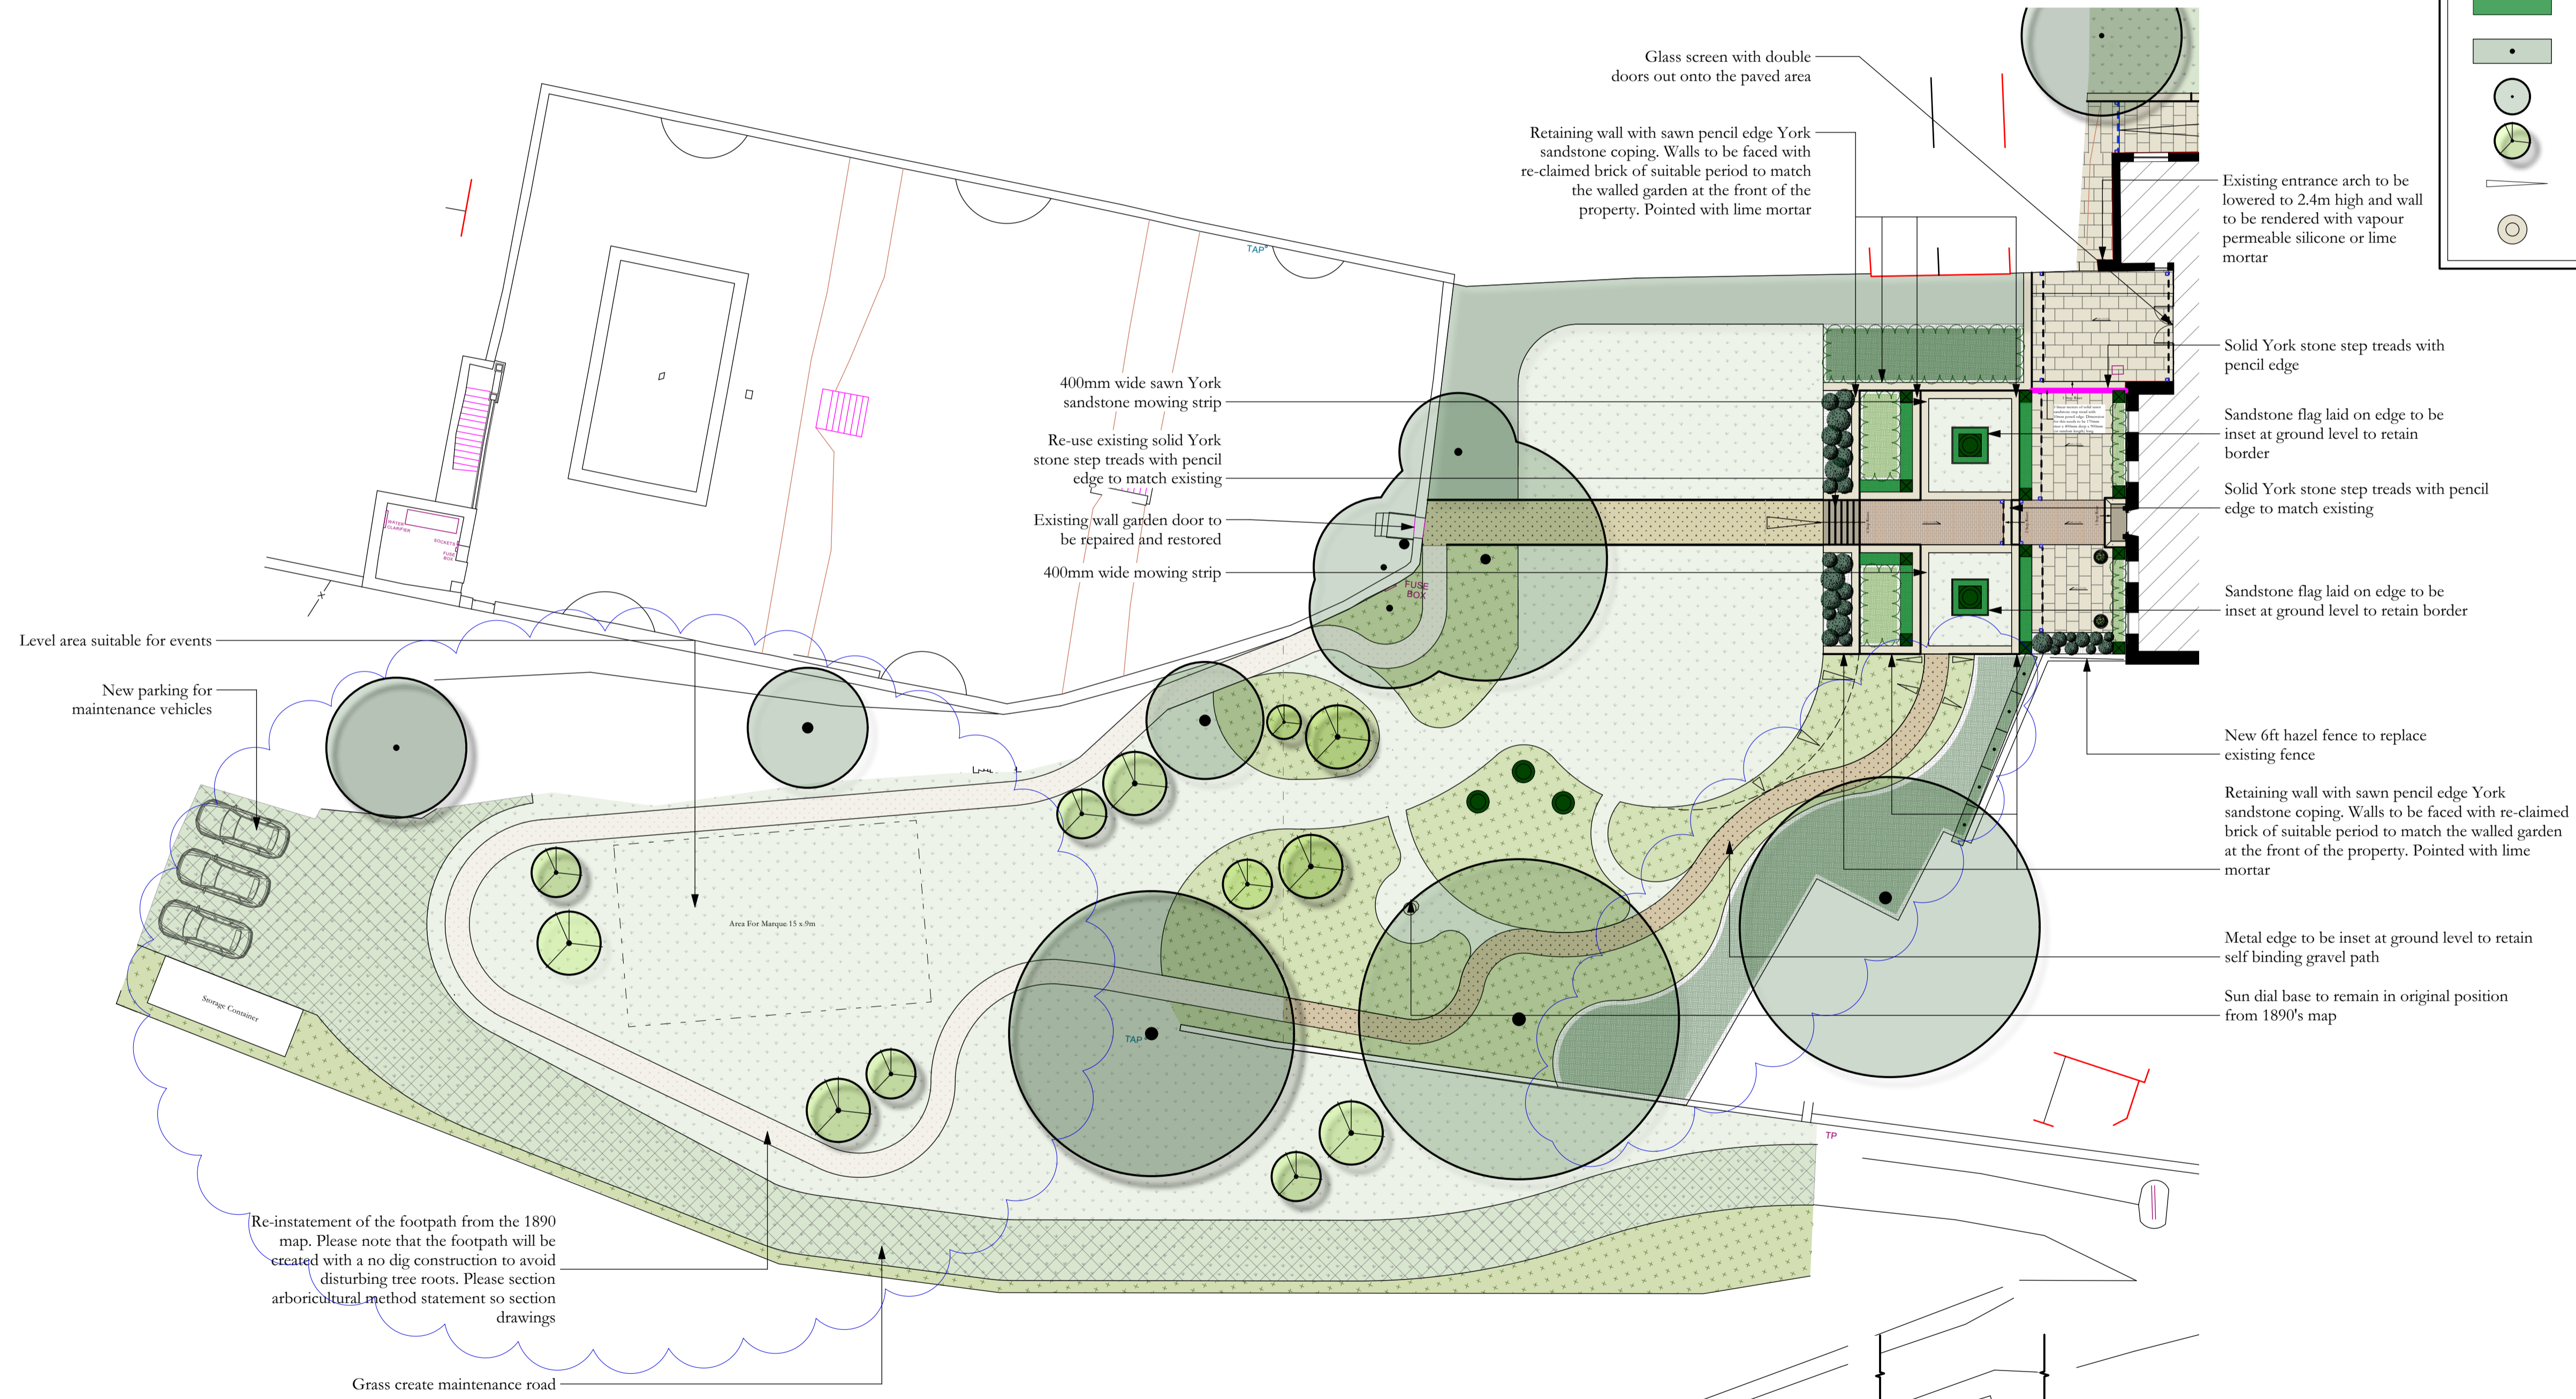 Glass screen with double
doors out onto the paved area
Retaining wall with sawn pencil edge York
sandstone coping. Walls to be faced with
re-claimed brick of suitable period to match
the walled garden at the front of the
property. Pointed with lime mortar
Existing entrance arch to be
lowered to 2.4m high and wall
to be rendered with vapour
permeable silicone or lime
mortar
TAP
Solid York stone step treads with
pencil edge
400mm wide sawn York
sandstone mowing strip
Sandstone flag laid on edge to be
inset at ground level to retain
border
Re-use existing solid York
stone step treads with pencil
edge to match existing
Solid York stone step treads with pencil
edge to match existing
Existing wall garden door to
be repaired and restored
WATER
CLARIFIER
SOCKETS
FUSE
BOX
400mm wide mowing strip
FUSE
BOX
Sandstone flag laid on edge to be
inset at ground level to retain border
Level area suitable for events
New parking for
maintenance vehicles
New 6ft hazel fence to replace
existing fence
Retaining wall with sawn pencil edge York
sandstone coping. Walls to be faced with re-claimed
brick of suitable period to match the walled garden
at the front of the property. Pointed with lime
mortar
Area For Marque 15 x 9m
Metal edge to be inset at ground level to retain
self binding gravel path
Storage Container
Sun dial base to remain in original position
from 1890's map
TAP
TP
Re-instatement of the footpath from the 1890
map. Please note that the footpath will be
created with a no dig construction to avoid
disturbing tree roots. Please section
arboricultural method statement so section
drawings
Grass create maintenance road